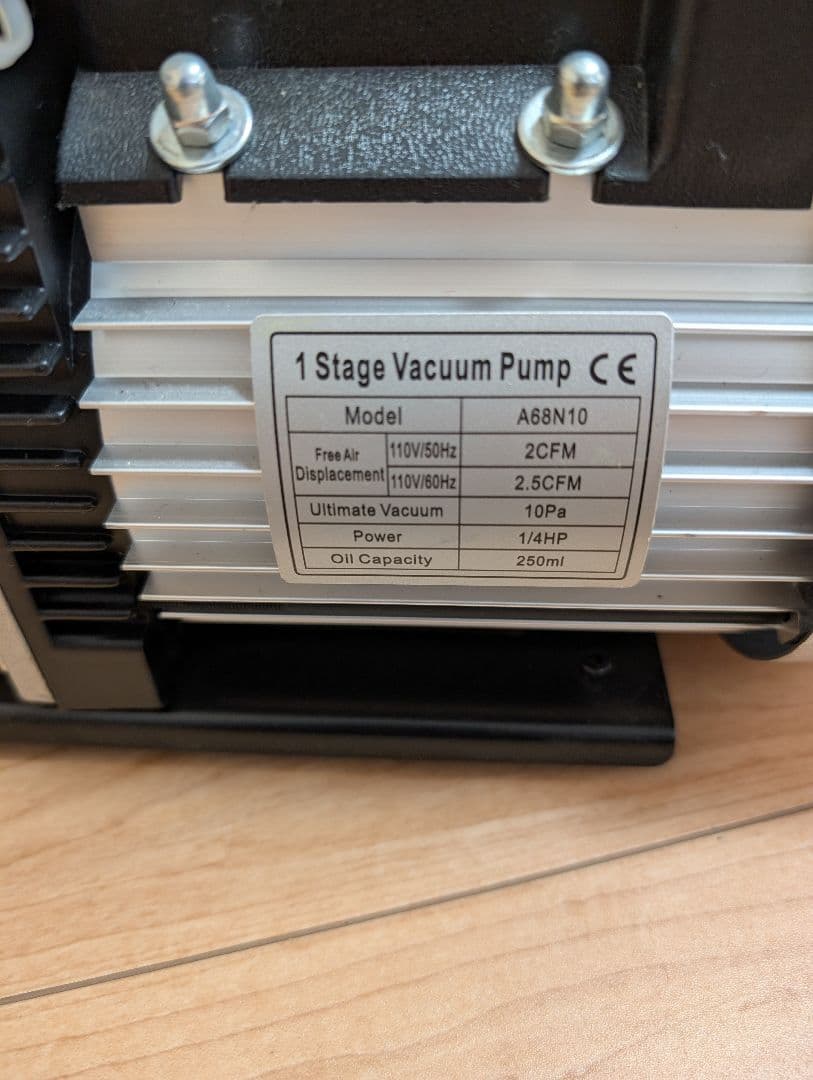 1 Stage Vacuum Pump CE
Model A68N10
Free Air Displacement 110V/50Hz 2CFM
110V/60Hz 2.5CFM
Ultimate Vacuum 10Pa
Power 1/4HP
Oil Capacity 250ml